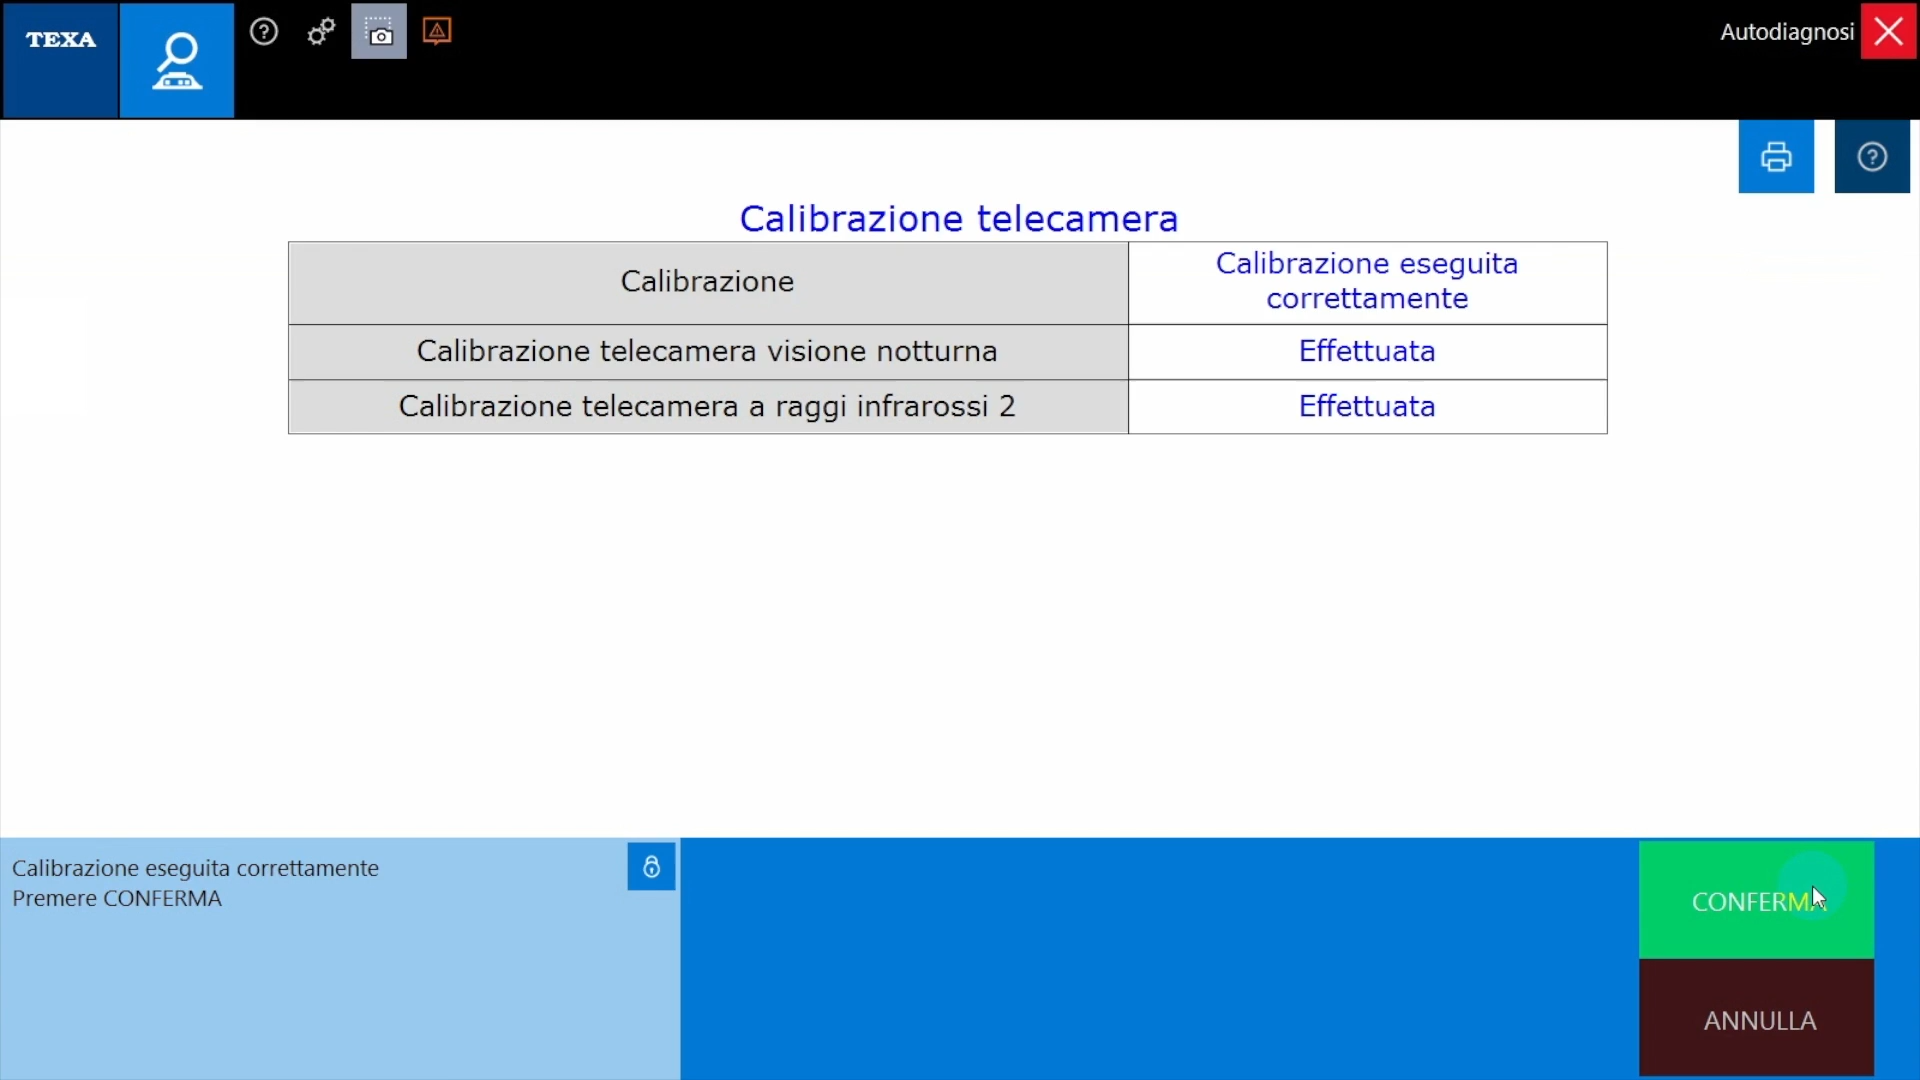 TEXA
Autodiagnosi
Calibrazione telecamera
Calibrazione
Calibrazione eseguita
correttamente
Calibrazione telecamera visione notturna
Effettuata
Calibrazione telecamera a raggi infrarossi 2
Effettuata
Calibrazione eseguita correttamente
Premere CONFERMA
CONFERMA
ANNULLA